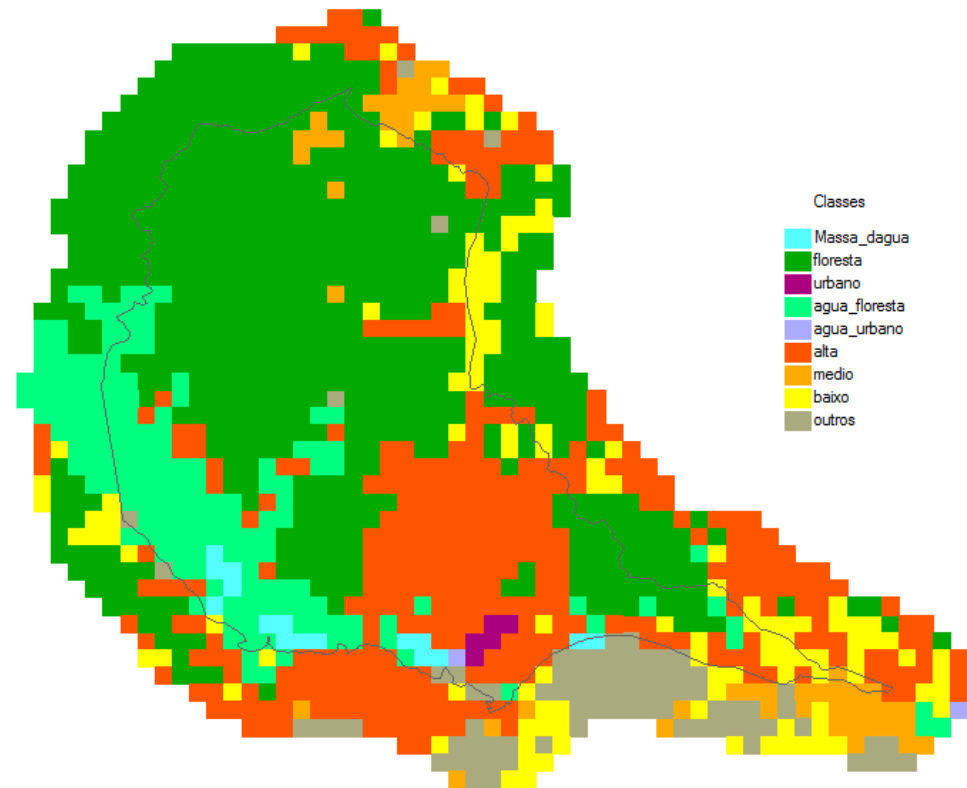 Classes
Massa_dagua
floresta
urbano
agua_floresta
agua_urbano
alta
medio
baixo
outros